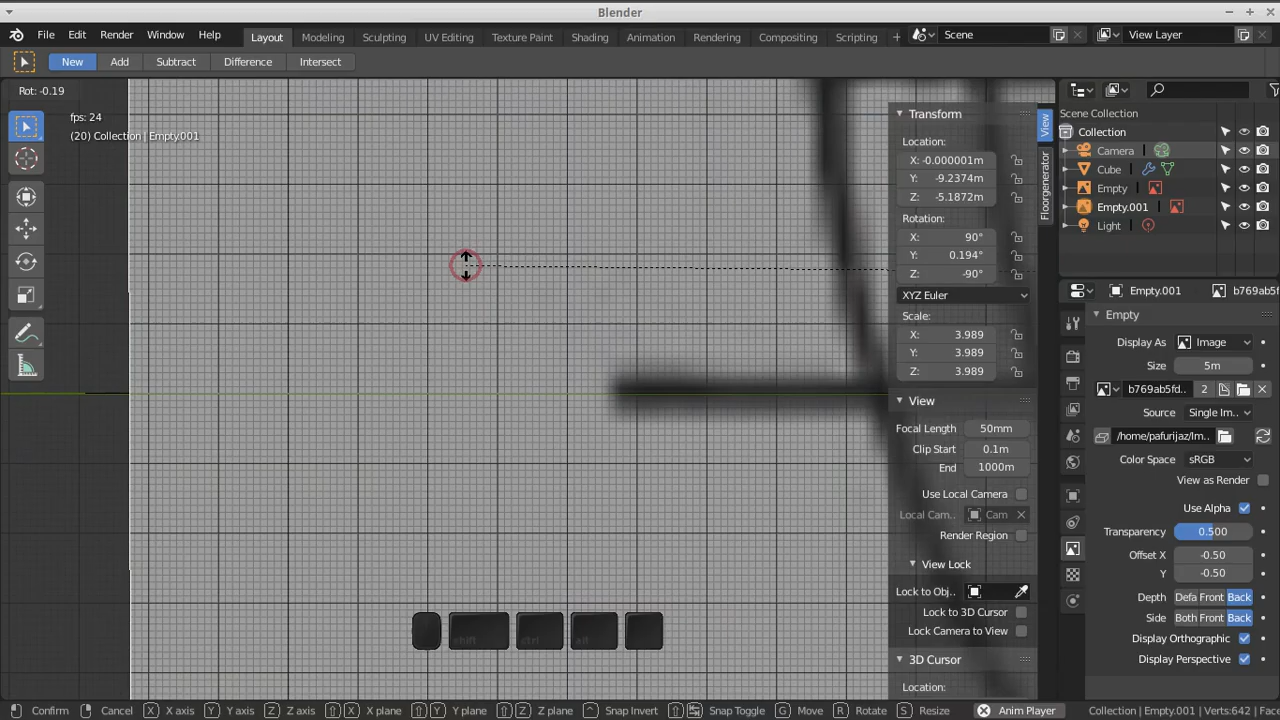 Blender
File Edit Render Window Help Layout Modeling Sculpting UV Editing Texture Paint Shading Animation Rendering Compositing Scripting + Scene View Layer
New Add Subtract Difference Intersect
Rot: -0.19
fps: 24
(20) Collection | Empty.001
Transform
Location:
X: -0.000001m
Y: -9.2374m
Z: -5.1872m
Rotation:
X: 90°
Y: 0.194°
Z: -90°
XYZ Euler
Scale:
X: 3.989
Y: 3.989
Z: 3.989
View
Focal Length 50mm
Clip Start 0.1m
End 1000m
Use Local Camera
Local Cam.. Cam
Render Region
View Lock
Lock to Obj..
Lock to 3D Cursor
Lock Camera to View
3D Cursor
Location:
View
Floorgenerator
Scene Collection
Collection
Camera
Cube
Empty
Empty.001
Light
Empty.001 b769ab5f
Empty
Display As Image
Size 5m
b769ab5fd.. 2
Source Single Im..
/home/pafurijaz/Im..
Color Space sRGB
View as Render
Use Alpha
Transparency 0.500
Offset X -0.50
Y -0.50
Depth Defa Front Back
Side Both Front Back
Display Orthographic
Display Perspective
shift ctrl alt
Confirm Cancel X X axis Y Y axis Z Z axis X X plane Y Y plane Z Z plane Snap Invert Snap Toggle G Move R Rotate S Resize Anim Player Collection | Empty.001 | Verts:642 | Face